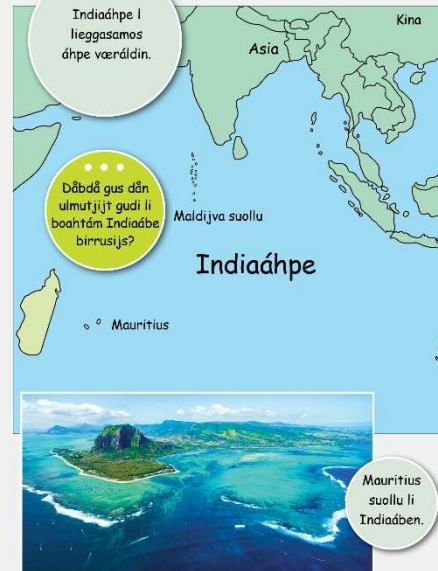 Indiaáhpe l
lieggasamos
áhpe væráldin.
Kina
Asia
Dåbdå gus dån
ulmutjijt gudi li
boahtám Indiaábe
birrusijs?
Maldijva suollu
Indiaáhpe
Mauritius
Mauritius
suollu li
Indiaáben.